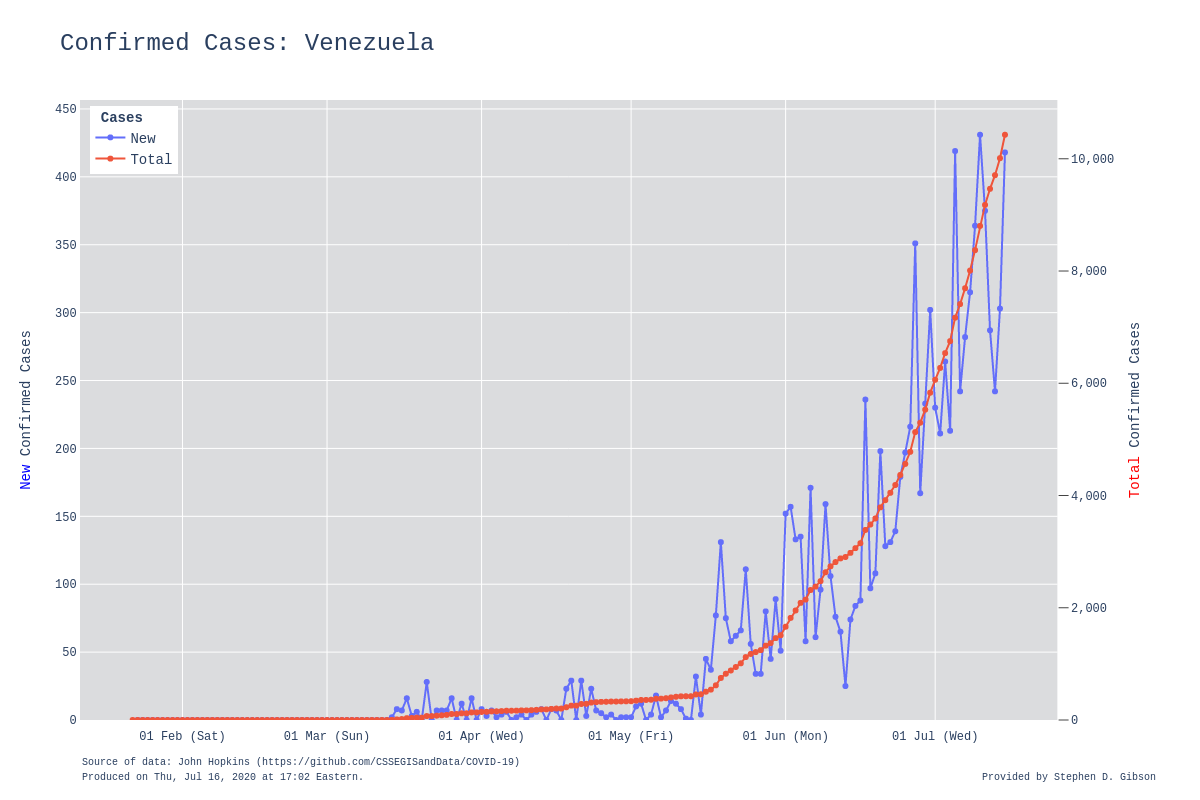 Confirmed Cases: Venezuela
Cases
New
Total
450
400
350
300
250
200
150
100
50
0
New Confirmed Cases
10,000
8,000
6,000
4,000
2,000
0
Total Confirmed Cases
01 Feb (Sat)
01 Mar (Sun)
01 Apr (Wed)
01 May (Fri)
01 Jun (Mon)
01 Jul (Wed)
Source of data: John Hopkins (https://github.com/CSSEGISandData/COVID-19)
Produced on Thu, Jul 16, 2020 at 17:02 Eastern.
Provided by Stephen D. Gibson